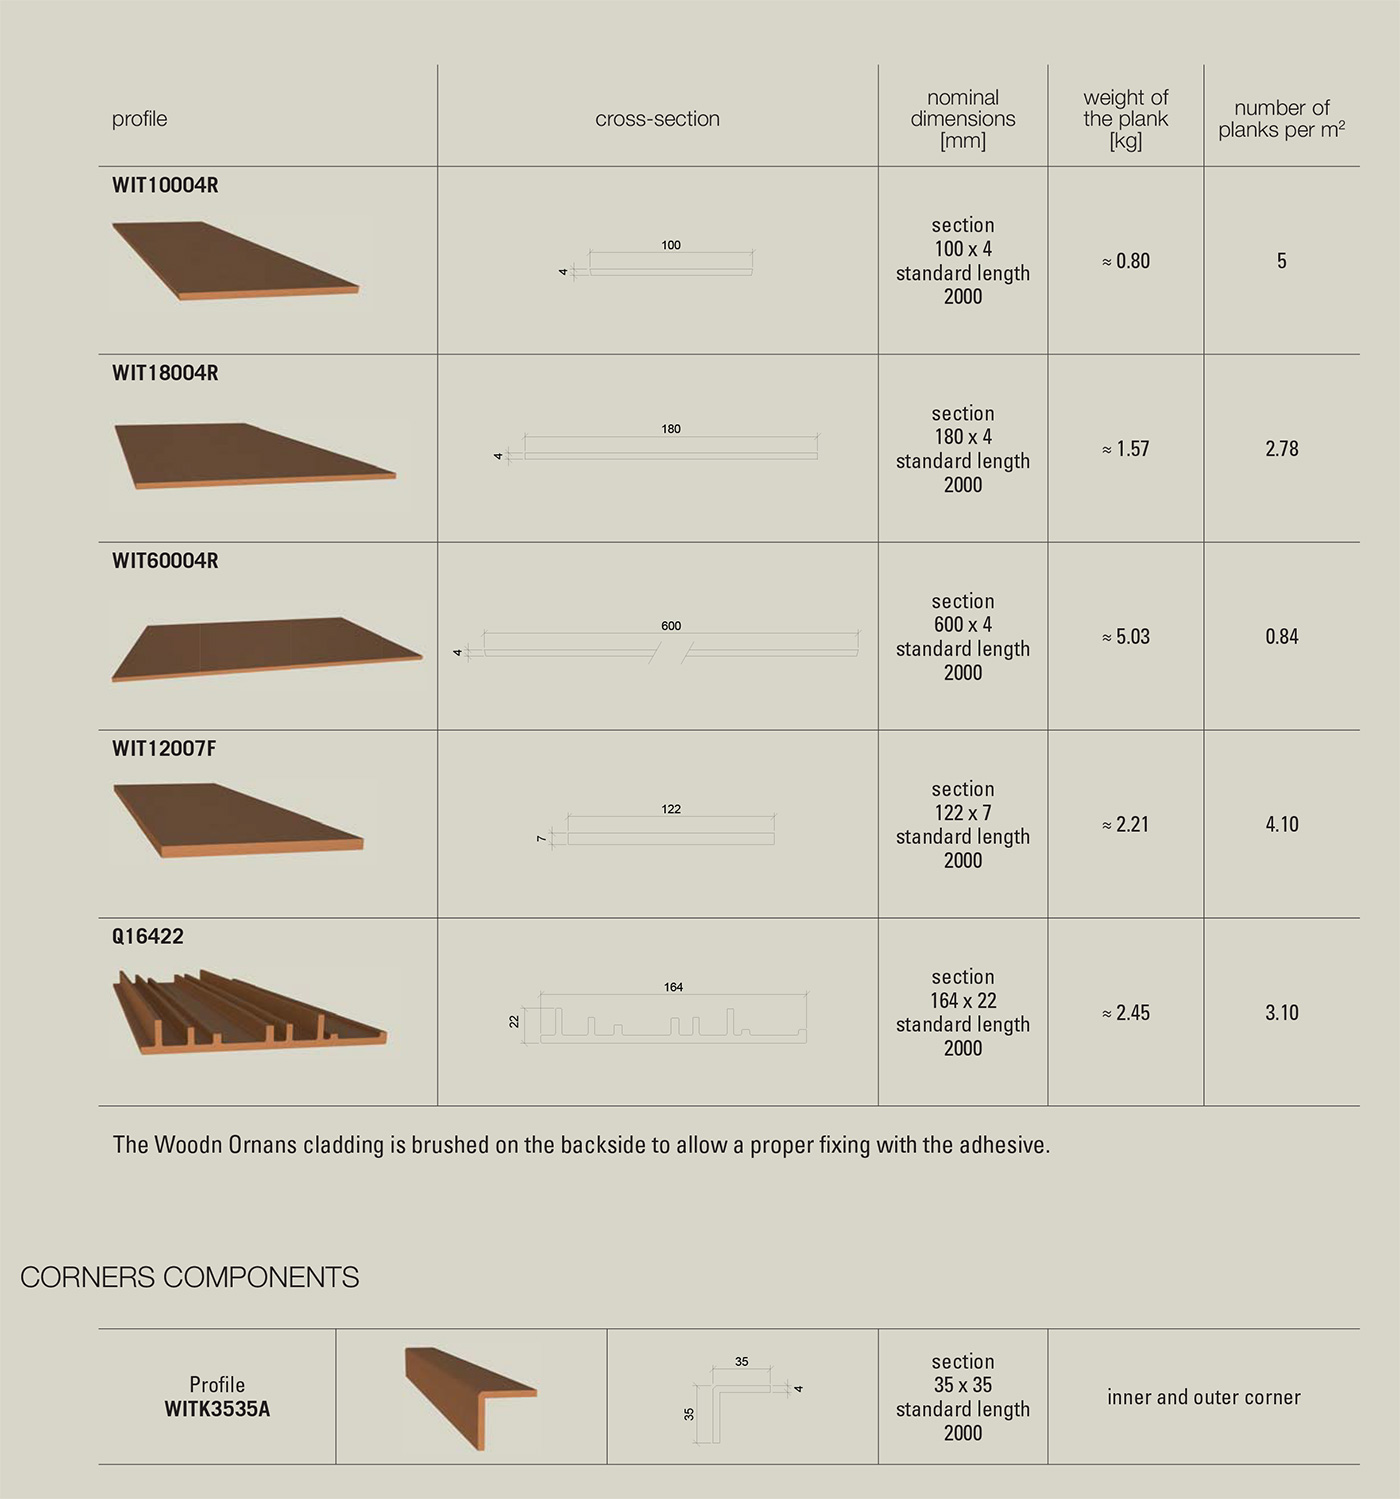 profile
cross-section
nominal
dimensions
[mm]
weight of
the plank
[kg]
number of
planks per m²
WIT10004R
100
4
section
100 x 4
standard length
2000
≈ 0.80
5
WIT18004R
180
4
section
180 x 4
standard length
2000
≈ 1.57
2.78
WIT60004R
600
4
section
600 x 4
standard length
2000
≈ 5.03
0.84
WIT12007F
122
7
section
122 x 7
standard length
2000
≈ 2.21
4.10
Q16422
164
22
section
164 x 22
standard length
2000
≈ 2.45
3.10
The Woodn Ornans cladding is brushed on the backside to allow a proper fixing with the adhesive.
CORNERS COMPONENTS
Profile
WITK3535A
35
4
35
section
35 x 35
standard length
2000
inner and outer corner